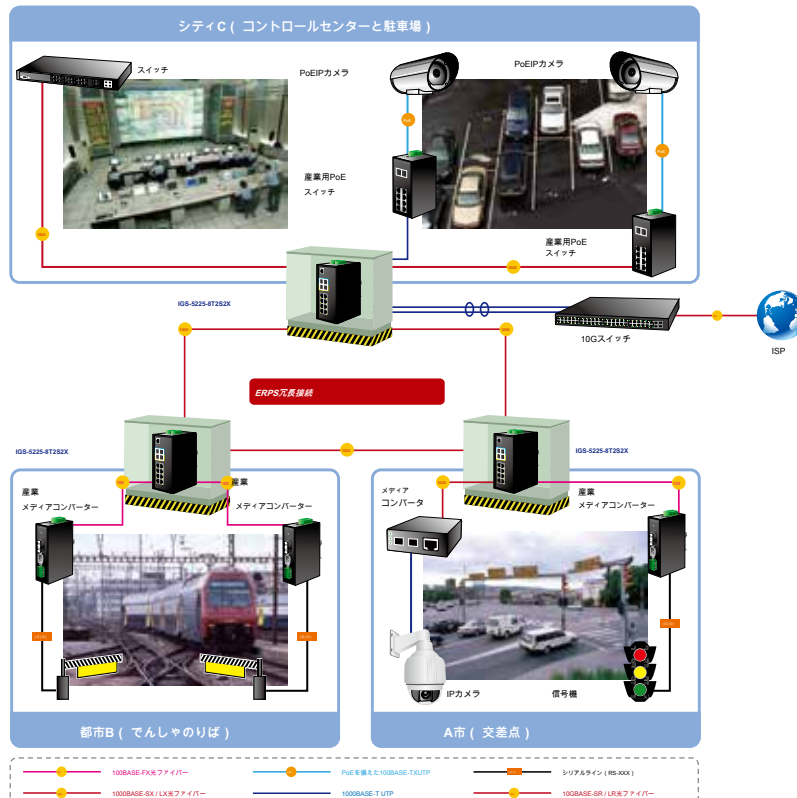 シティC ( コントロールセンターと駐車場 )
スイッチ
PoEIPカメラ
PoEIPカメラ
産業用PoE
スイッチ
産業用PoE
スイッチ
IGS-5225-8T2S2X
10Gスイッチ
ISP
ERPS冗長接続
IGS-5225-8T2S2X
IGS-5225-8T2S2X
産業
メディアコンバーター
産業
メディアコンバーター
メディア
コンバータ
産業
メディアコンバーター
IPカメラ
信号機
都市B ( でんしゃのりば )
A市 ( 交差点 )
100BASE-FX光ファイバー
PoEを備えた100BASE-TXUTP
シリアルライン ( RS-XXX )
1000BASE-SX / LX光ファイバー
1000BASE-T UTP
10GBASE-SR / LR光ファイバー